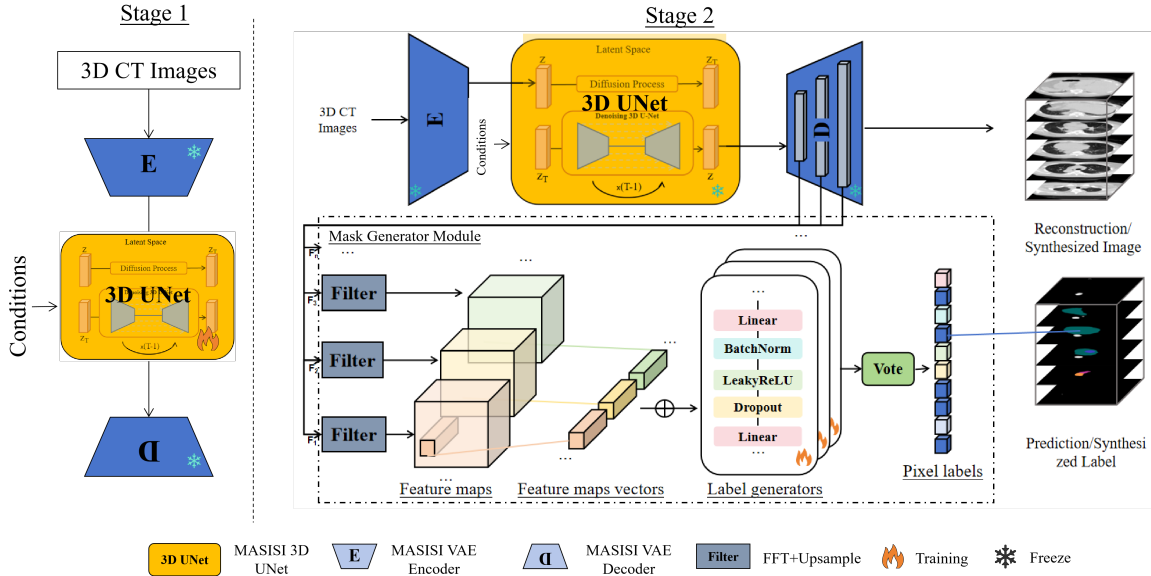 Stage 1
3D CT Images
E
Latent Space
Z
Z_T
Diffusion Process
3D UNet
Z_T
z(T-1)
Conditions
D
Stage 2
3D CT
Images
E
Conditions
Latent Space
Z
Z_T
Diffusion Process
3D UNet
Denoising 3D U-Net
Z_T
Z
z(T-1)
D
Reconstruction/
Synthesized Image
Mask Generator Module
...
...
Filter
Filter
F1
Filter
...
Feature maps
...
...
Feature maps vectors
...
Linear
BatchNorm
LeakyReLU
Dropout
Linear
...
Label generators
Vote
Pixel labels
Prediction/Synthesi
zed Label
3D UNet
MASISI 3D
UNet
E
MASISI VAE
Encoder
D
MASISI VAE
Decoder
Filter
FFT+Upsample
Training
Freeze